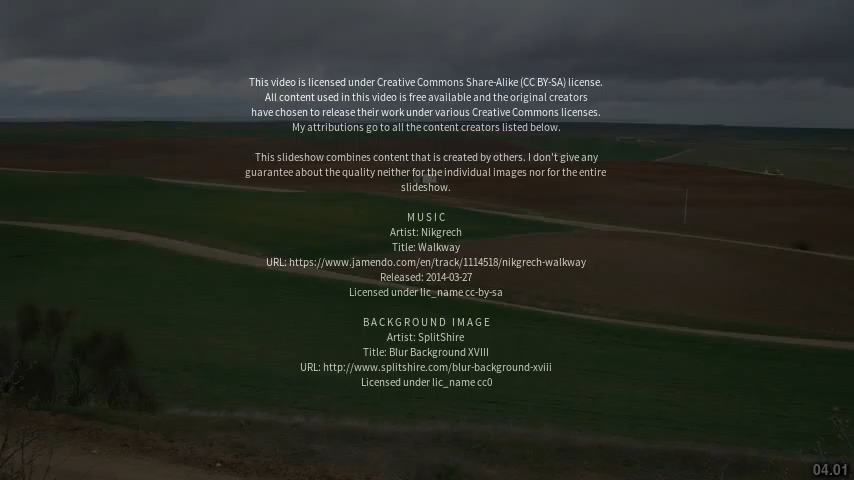 This video is licensed under Creative Commons Share-Alike (CC BY-SA) license.
All content used in this video is free available and the original creators
have chosen to release their work under various Creative Commons licenses.
My attributions go to all the content creators listed below.
This slideshow combines content that is created by others. I don't give any
guarantee about the quality neither for the individual images nor for the entire
slideshow.
MUSIC
Artist: Nikgrech
Title: Walkway
URL: https://www.jamendo.com/en/track/1114518/nikgrech-walkway
Released: 2014-03-27
Licensed under lic_name cc-by-sa
BACKGROUND IMAGE
Artist: SplitShire
Title: Blur Background XVIII
URL: http://www.splitshire.com/blur-background-xviii
Licensed under lic_name cc0
04.01